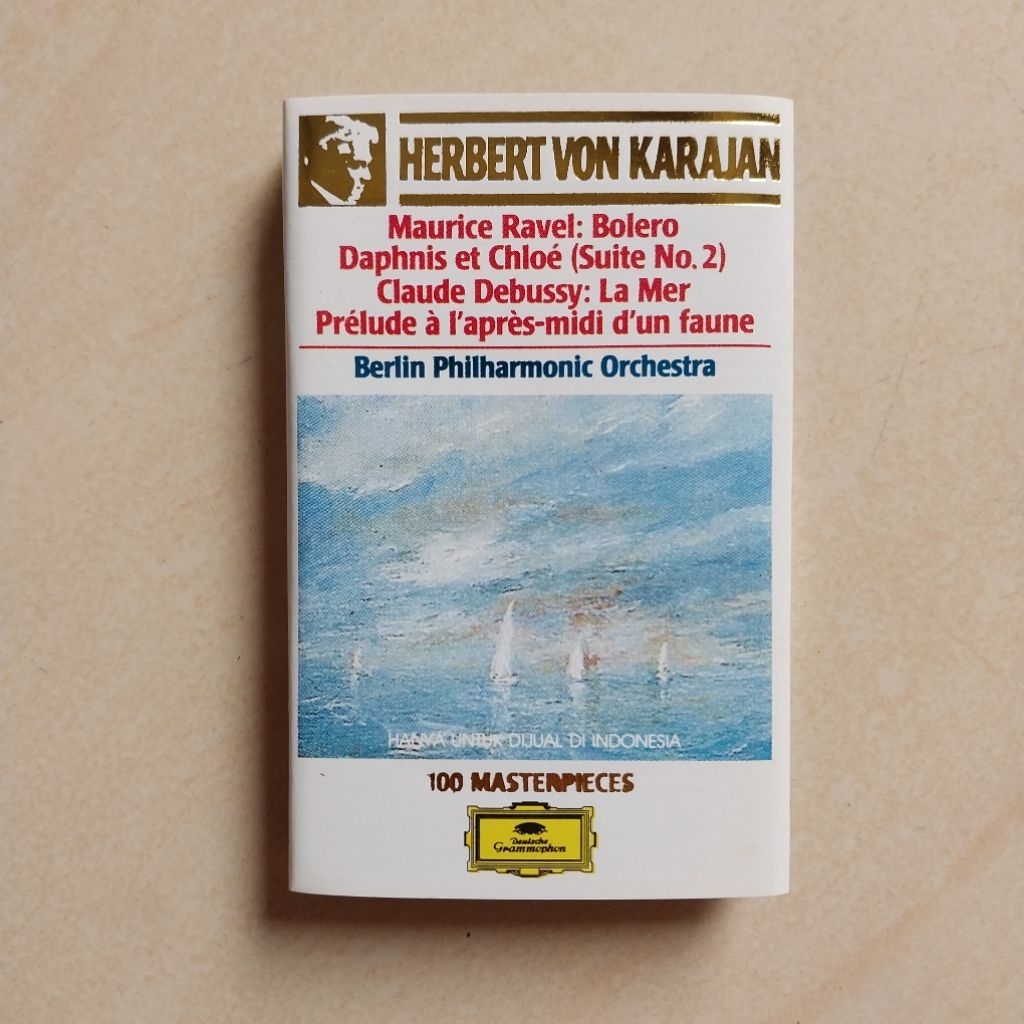 HERBERT VON KARAJAN
Maurice Ravel: Bolero
Daphnis et Chloé (Suite No. 2)
Claude Debussy: La Mer
Prélude à l'après-midi d'un faune
Berlin Philharmonic Orchestra
HANYA UNTUK DIJUAL DI INDONESIA
100 MASTERPIECES
Deutsche
Grammophon